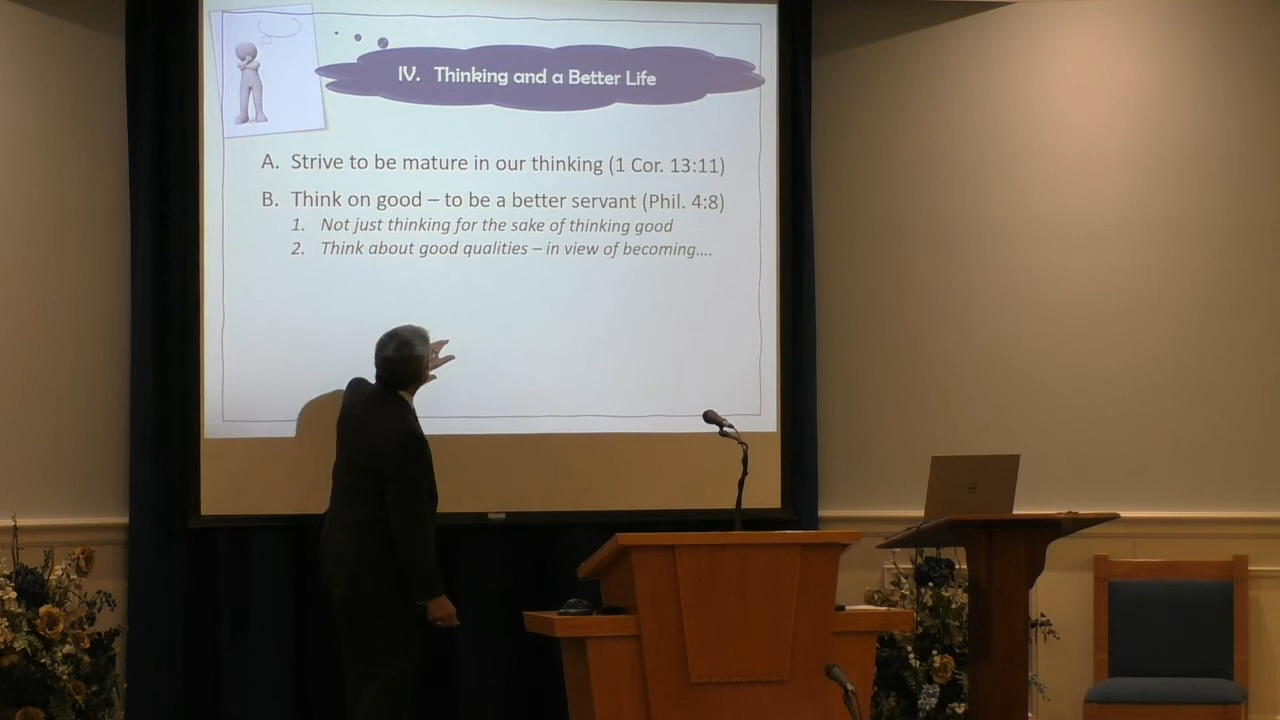 IV. Thinking and a Better Life
A. Strive to be mature in our thinking (1 Cor. 13:11)
B. Think on good – to be a better servant (Phil. 4:8)
1. Not just thinking for the sake of thinking good
2. Think about good qualities – in view of becoming....
DELL